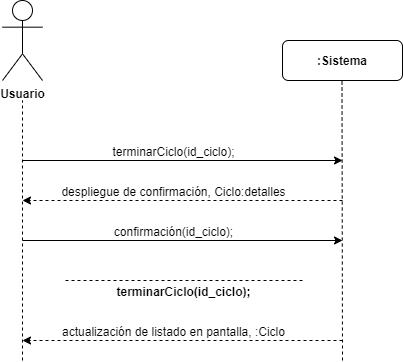 Usuario
:Sistema
terminarCiclo(id_ciclo);
despliegue de confirmación, Ciclo:detalles
confirmación(id_ciclo);
terminarCiclo(id_ciclo);
actualización de listado en pantalla, :Ciclo